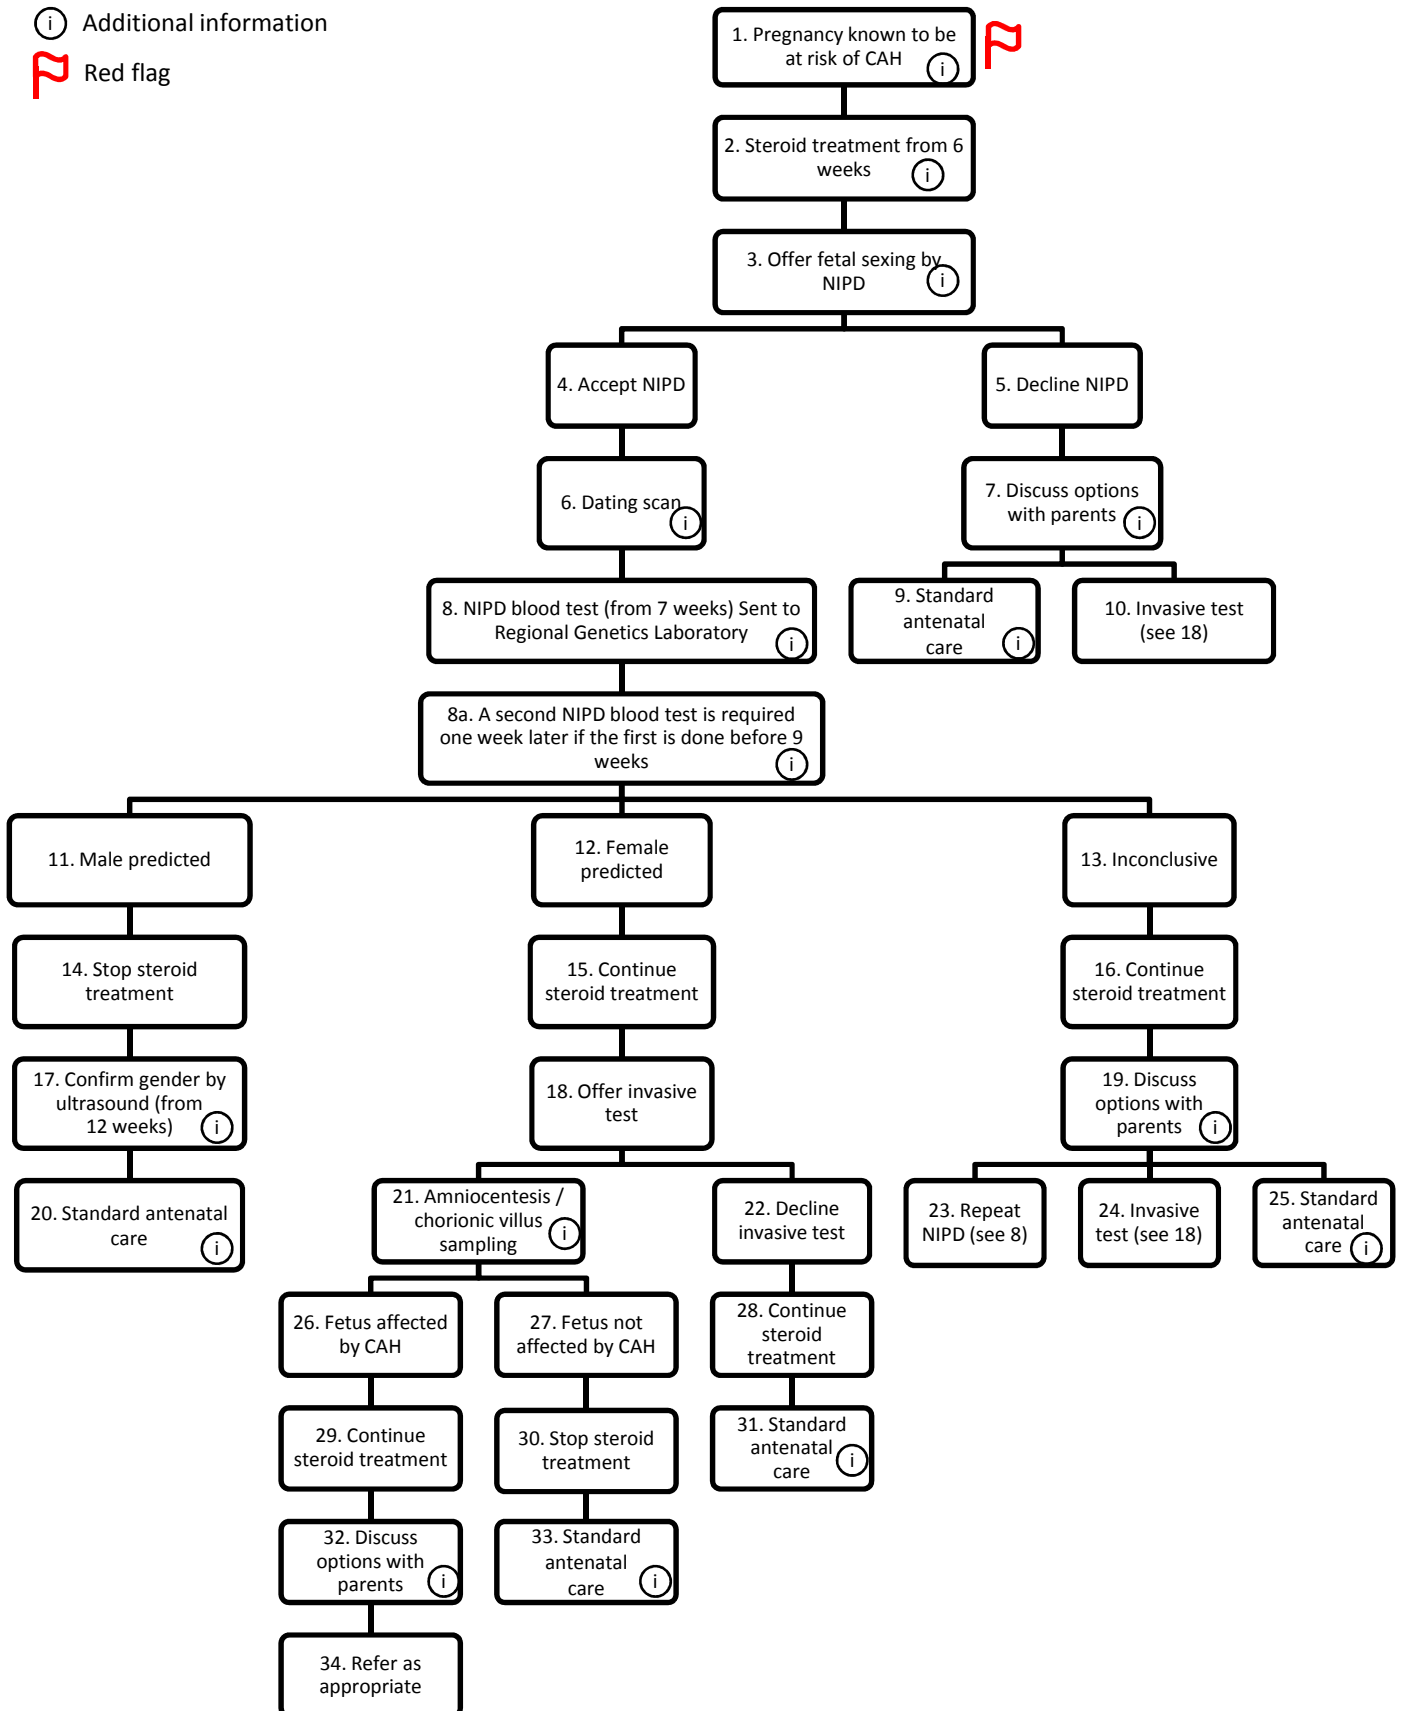 i Additional information
Red flag
1. Pregnancy known to be
at risk of CAH
i
2. Steroid treatment from 6
weeks
i
3. Offer fetal sexing by
NIPD
i
4. Accept NIPD
5. Decline NIPD
6. Dating scan
i
7. Discuss options
with parents
i
8. NIPD blood test (from 7 weeks) Sent to
Regional Genetics Laboratory
i
9. Standard
antenatal
care
i
10. Invasive test
(see 18)
8a. A second NIPD blood test is required
one week later if the first is done before 9
weeks
i
11. Male predicted
12. Female
predicted
13. Inconclusive
14. Stop steroid
treatment
15. Continue
steroid treatment
16. Continue
steroid treatment
17. Confirm gender by
ultrasound (from
12 weeks)
i
18. Offer invasive
test
19. Discuss
options with
parents
i
20. Standard antenatal
care
i
21. Amniocentesis /
chorionic villus
sampling
i
22. Decline
invasive test
23. Repeat
NIPD (see 8)
24. Invasive
test (see 18)
25. Standard
antenatal
care
i
26. Fetus affected
by CAH
27. Fetus not
affected by CAH
28. Continue
steroid
treatment
29. Continue
steroid treatment
30. Stop steroid
treatment
31. Standard
antenatal
care
i
32. Discuss
options with
parents
i
33. Standard
antenatal
care
i
34. Refer as
appropriate